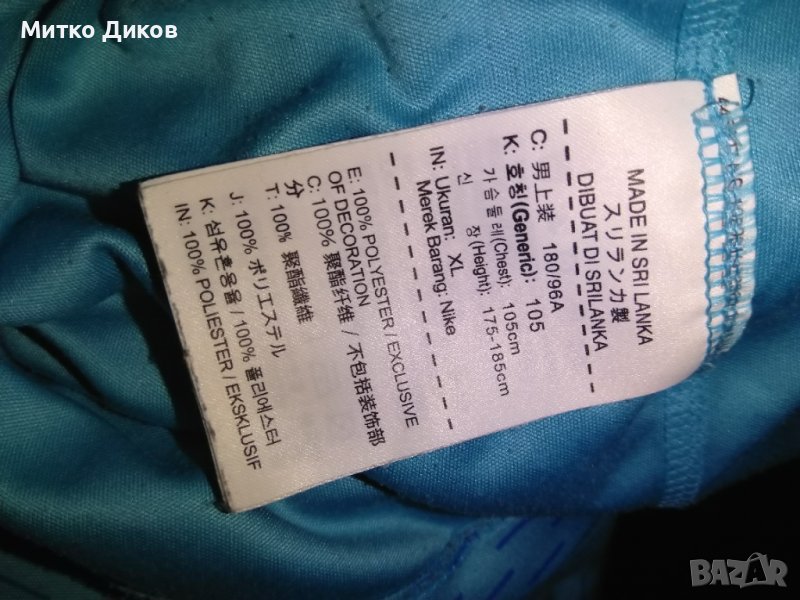 Митко Диков
MADE IN SRI LANKA
スリランカ製
DIBUAT DI SRILANKA
C: 男上装 180/96A
K: 호칭(Generic): 105
가슴둘레(Chest): 105cm
신 장(Height): 175-185cm
IN: Ukuran: XL
Merek Barang: Nike
E: 100% POLYESTER / EXCLUSIVE
OF DECORATION
C: 100% 聚酯纤维 / 不包括装饰部
分
T: 100% 聚酯纖維
J: 100% ポリエステル
K: 섬유혼용율 / 100% 폴리에스터
IN: 100% POLIESTER / EKSKLUSIF
BAZAR